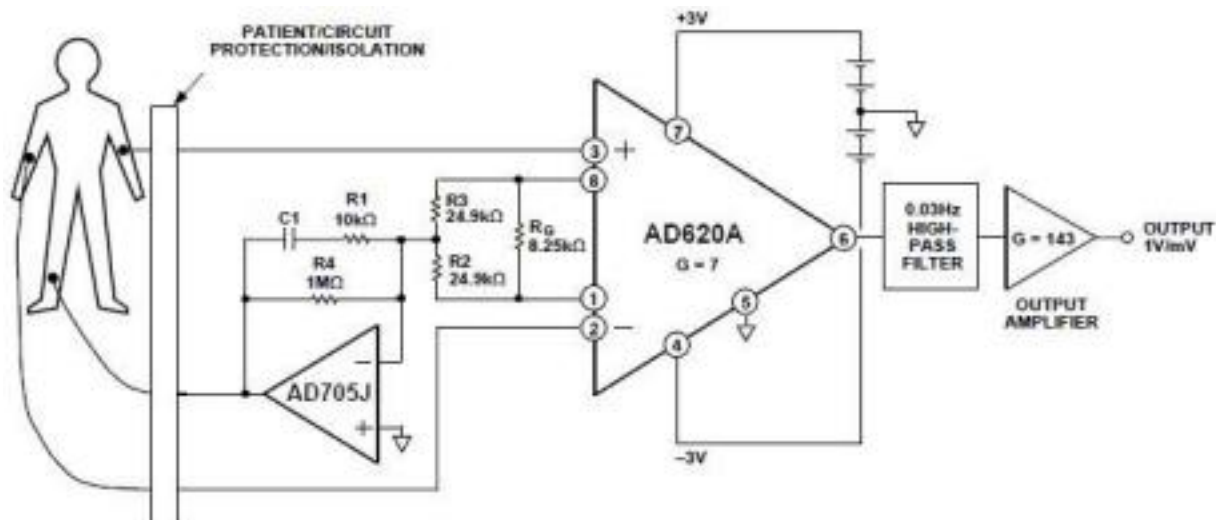 PATIENT/CIRCUIT
PROTECTION/ISOLATION
+3V
C1
R1
10kΩ
R4
1MΩ
R3
24.9kΩ
R2
24.9kΩ
RG
8.25kΩ
3
+
8
1
2
−
7
AD620A
G = 7
6
5
4
AD705J
−
+
−3V
0.03Hz
HIGH-
PASS
FILTER
G = 143
OUTPUT
1V/mV
OUTPUT
AMPLIFIER